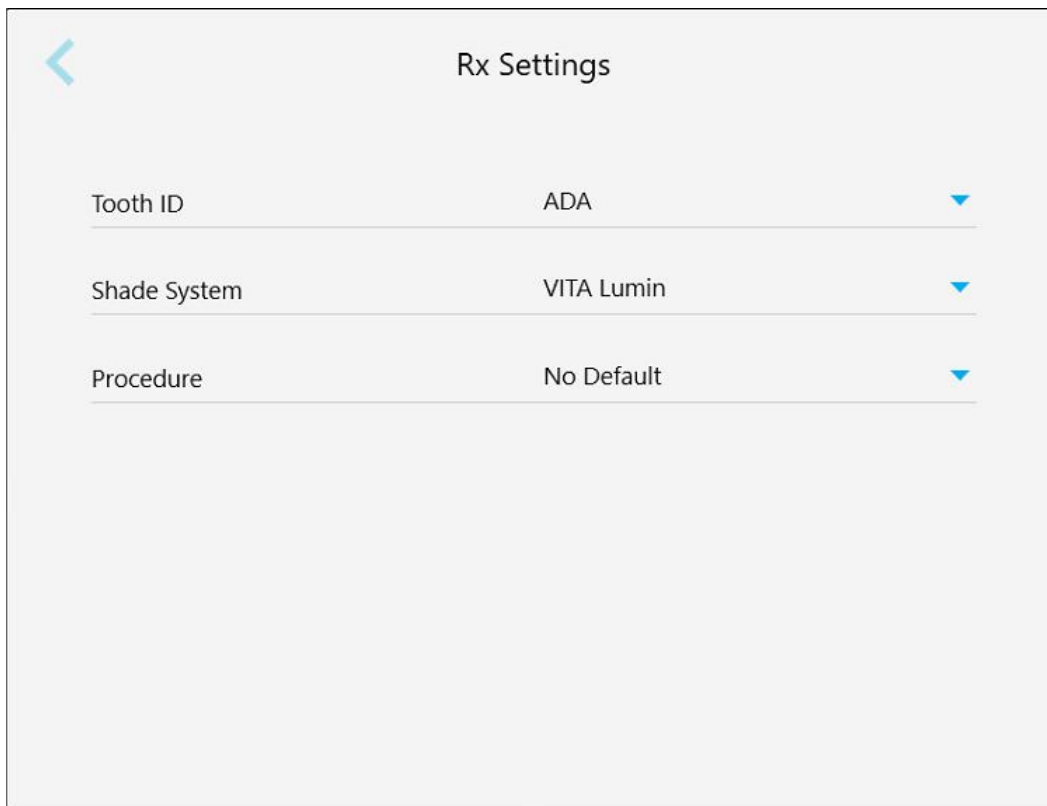 Rx Settings
Tooth ID ADA
Shade System VITA Lumin
Procedure No Default